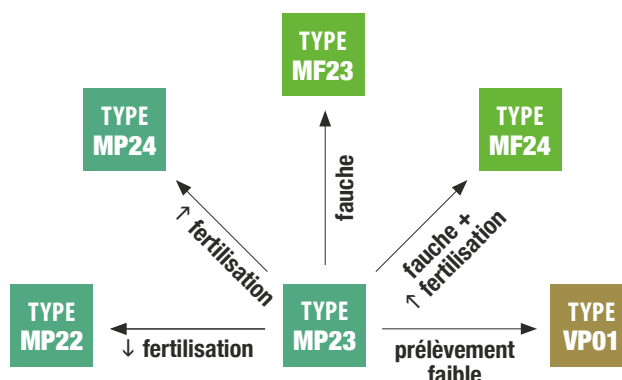 TYPE
MF23
TYPE
MP24
TYPE
MF24
fauche
↑ fertilisation
fauche +
↑ fertilisation
TYPE
MP22
↓ fertilisation
TYPE
MP23
prélèvement
faible
TYPE
VP01